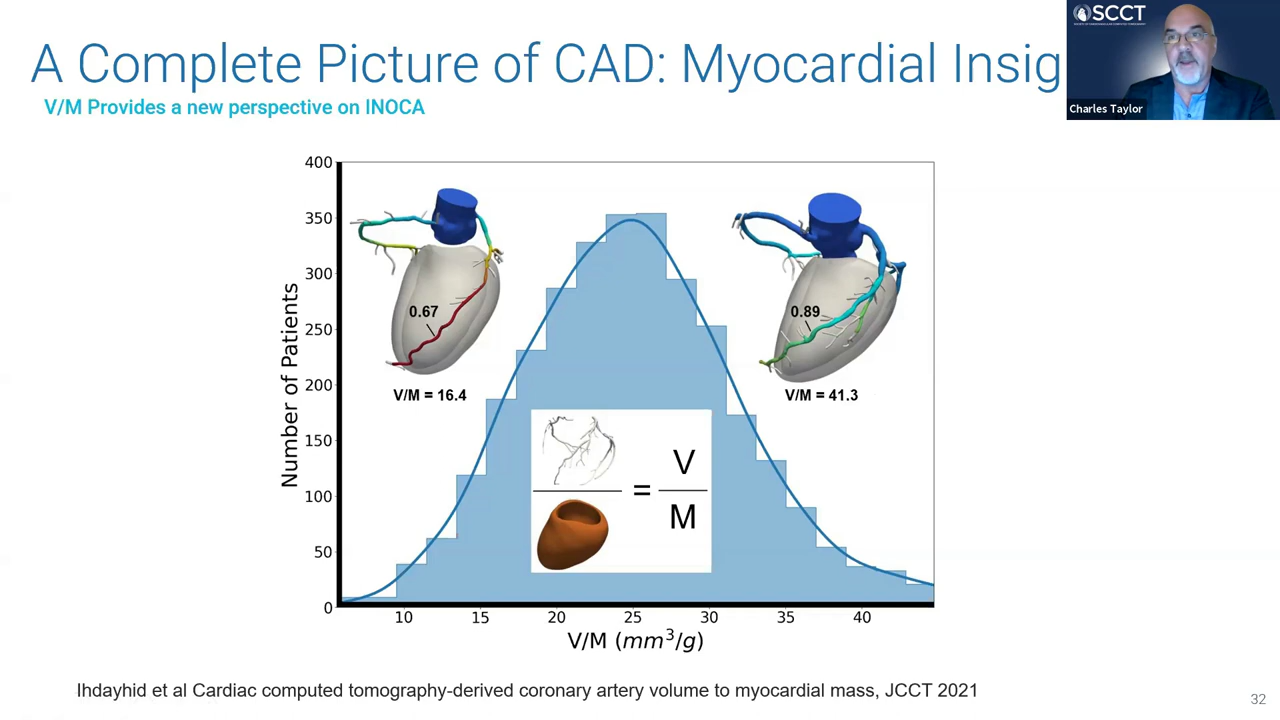 A Complete Picture of CAD: Myocardial Insig
V/M Provides a new perspective on INOCA
SCCT
Charles Taylor
400
350
300
250
200
150
100
50
0
Number of Patients
0.67
V/M = 16.4
0.89
V/M = 41.3
= V
M
10 15 20 25 30 35 40
V/M (mm³/g)
Ihdayhid et al Cardiac computed tomography-derived coronary artery volume to myocardial mass, JCCT 2021
32